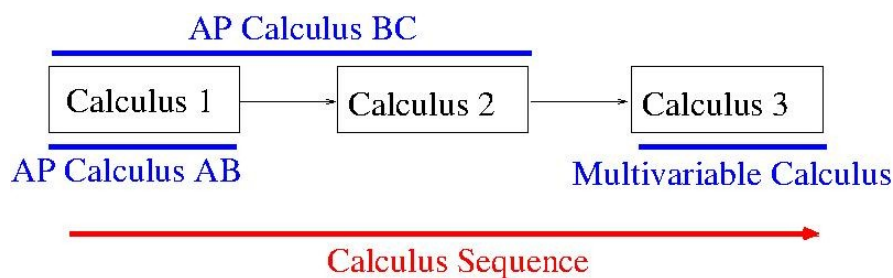 AP Calculus BC
Calculus 1
Calculus 2
Calculus 3
AP Calculus AB
Multivariable Calculus
Calculus Sequence